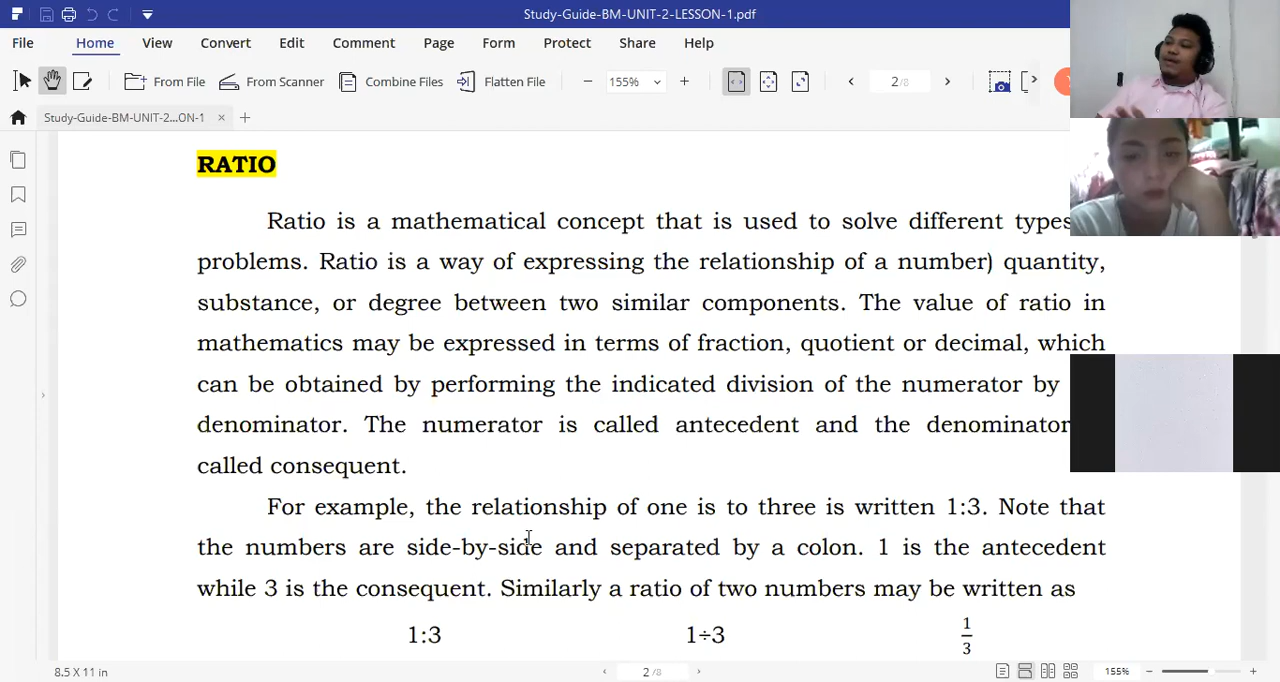 Study-Guide-BM-UNIT-2-LESSON-1.pdf
File Home View Convert Edit Comment Page Form Protect Share Help
From File From Scanner Combine Files Flatten File 155% 2/8
Study-Guide-BM-UNIT-2...ON-1
RATIO
Ratio is a mathematical concept that is used to solve different types
problems. Ratio is a way of expressing the relationship of a number) quantity,
substance, or degree between two similar components. The value of ratio in
mathematics may be expressed in terms of fraction, quotient or decimal, which
can be obtained by performing the indicated division of the numerator by
denominator. The numerator is called antecedent and the denominator
called consequent.
For example, the relationship of one is to three is written 1:3. Note that
the numbers are side-by-side and separated by a colon. 1 is the antecedent
while 3 is the consequent. Similarly a ratio of two numbers may be written as
1:3 1÷3 1/3
8.5 X 11 in 2/8 155%